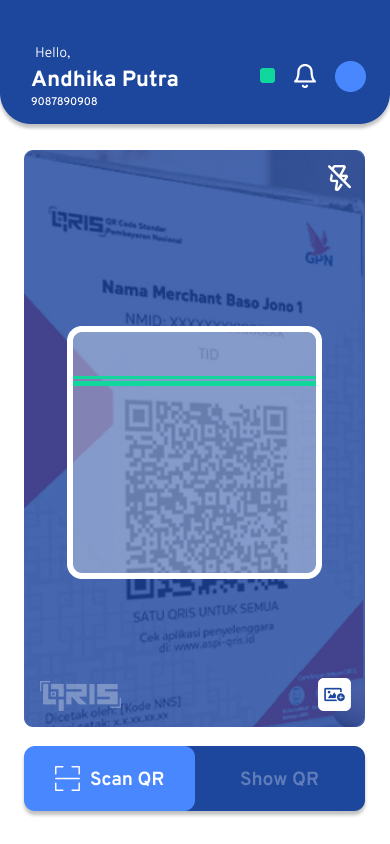 Hello,
Andhika Putra
9087890908
QRIS QR Code Standar
Pembayaran Nasional
GPN
Nama Merchant Baso Jono 1
NMID:
TID
SATU QRIS UNTUK SEMUA
Cek aplikasi penyelenggara
di: www.aspi-qris.id
QRIS
Dicetak oleh: [Kode NNS]
cetak: x.x.xx.xx.xx
Scan QR
Show QR